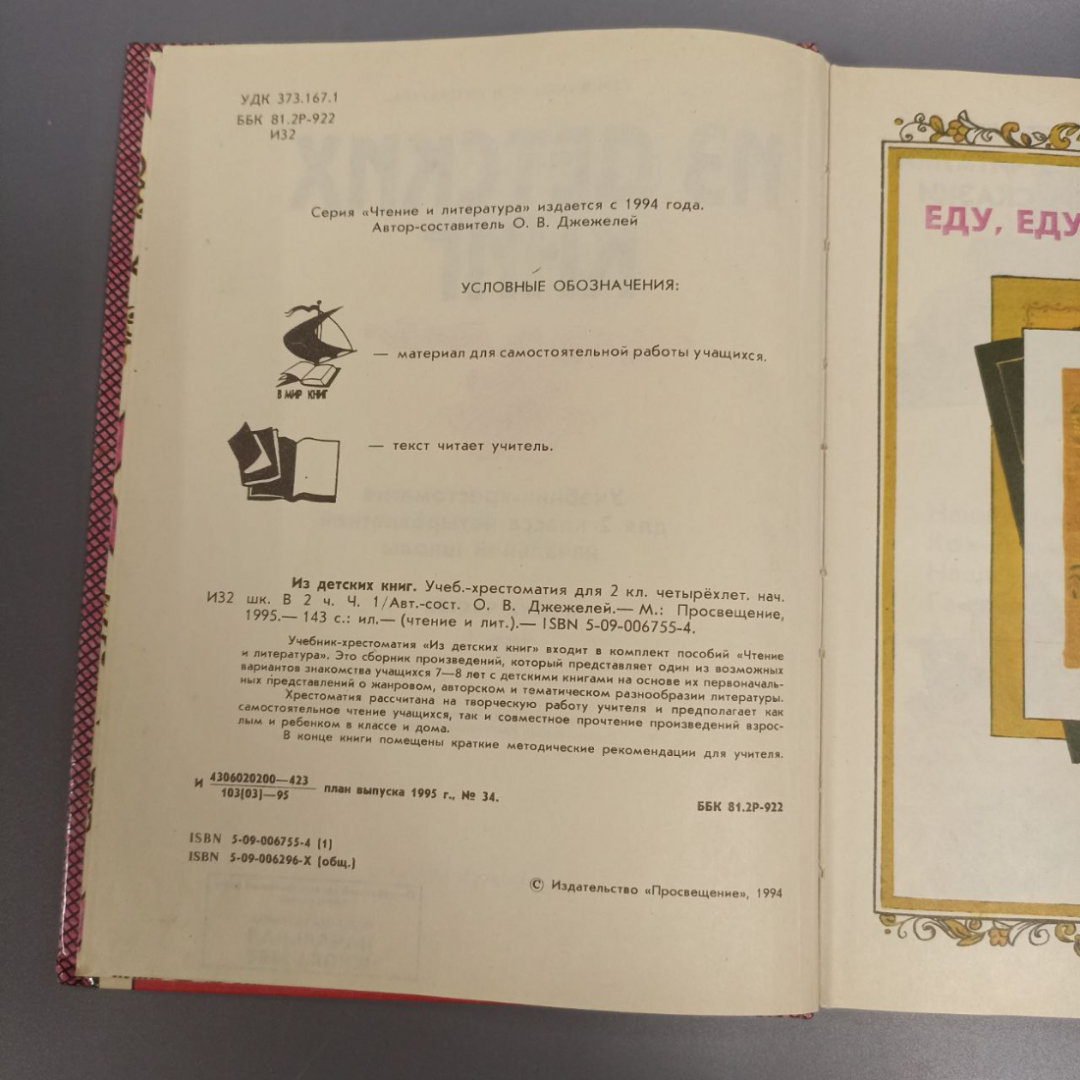 УДК 373.167.1
ББК 81.2Р-922
И32
Серия «Чтение и литература» издается с 1994 года.
Автор-составитель О. В. Джежелей
УСЛОВНЫЕ ОБОЗНАЧЕНИЯ:
— материал для самостоятельной работы учащихся.
В МИР КНИГ
— текст читает учитель.
Из детских книг. Учеб.-хрестоматия для 2 кл. четырёхлет. нач.
И32 шк. В 2 ч. Ч. 1/Авт.-сост. О. В. Джежелей.— М.: Просвещение,
1995.— 143 с.: ил.— (чтение и лит.).— ISBN 5-09-006755-4.
Учебник-хрестоматия «Из детских книг» входит в комплект пособий «Чтение
и литература». Это сборник произведений, который представляет один из возможных
вариантов знакомства учащихся 7—8 лет с детскими книгами на основе их первоначаль-
ных представлений о жанровом, авторском и тематическом разнообразии литературы.
Хрестоматия рассчитана на творческую работу учителя и предполагает как
самостоятельное чтение учащихся, так и совместное прочтение произведений взрос-
лым и ребенком в классе и дома.
В конце книги помещены краткие методические рекомендации для учителя.
И 4306020200—423
103(03)—95 план выпуска 1995 г., № 34.
ББК 81.2Р-922
ISBN 5-09-006755-4 (1)
ISBN 5-09-006296-X (общ.)
© Издательство «Просвещение», 1994
ЕДУ, ЕДУ